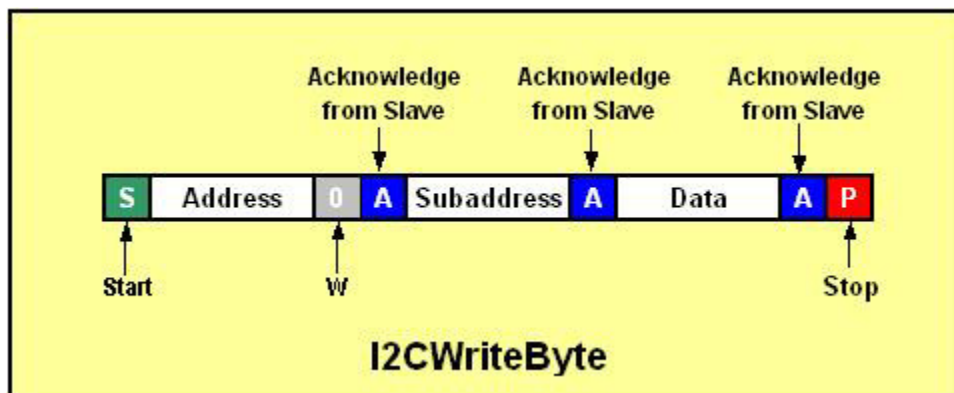 Acknowledge Acknowledge Acknowledge
from Slave from Slave from Slave
S Address 0 A Subaddress A Data A P
Start W Stop
I2CWriteByte